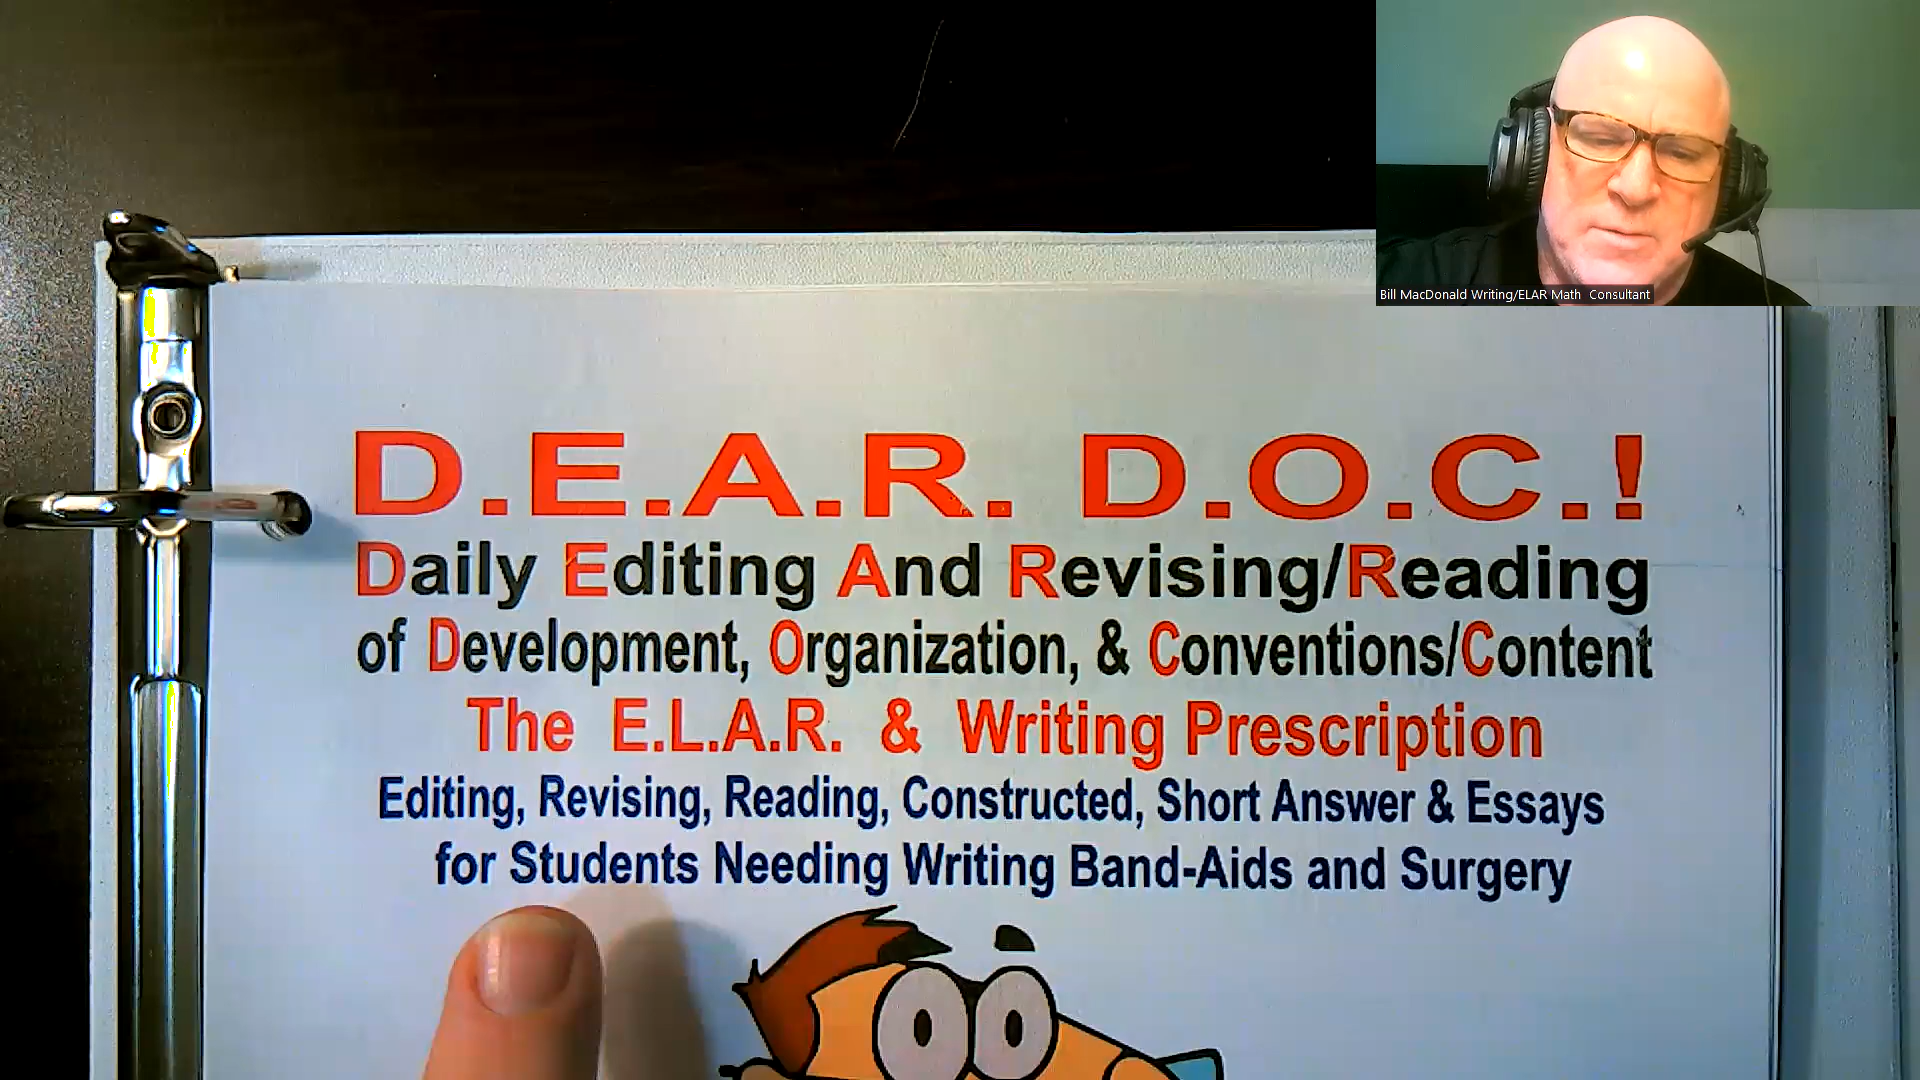 Bill MacDonald Writing/ELAR Math Consultant
D.E.A.R. D.O.C.!
Daily Editing And Revising/Reading
of Development, Organization, & Conventions/Content
The E.L.A.R. & Writing Prescription
Editing, Revising, Reading, Constructed, Short Answer & Essays
for Students Needing Writing Band-Aids and Surgery